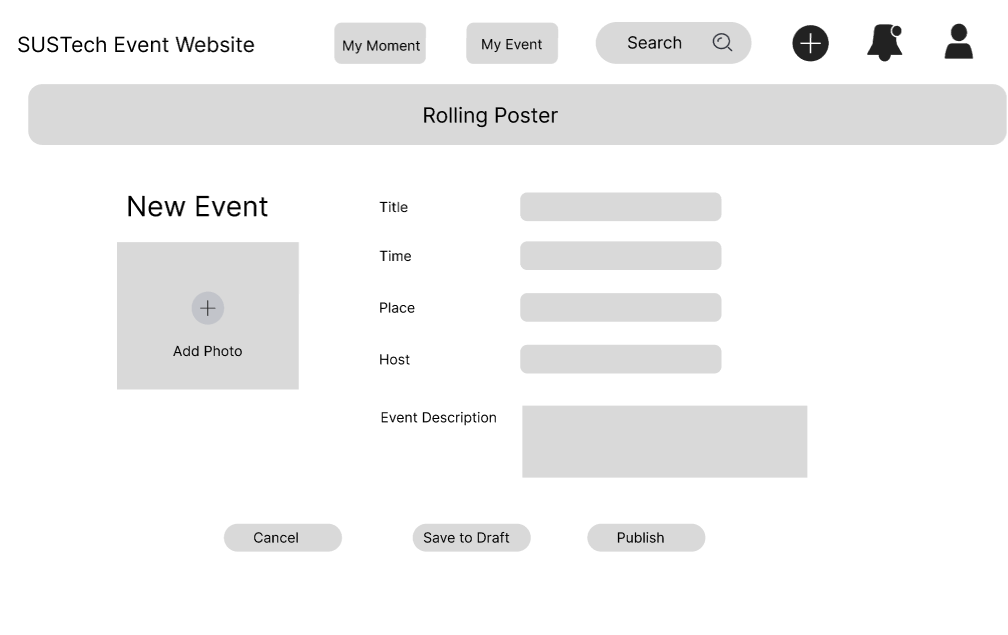 SUSTech Event Website
My Moment
My Event
Search
Rolling Poster
New Event
Add Photo
Title
Time
Place
Host
Event Description
Cancel
Save to Draft
Publish